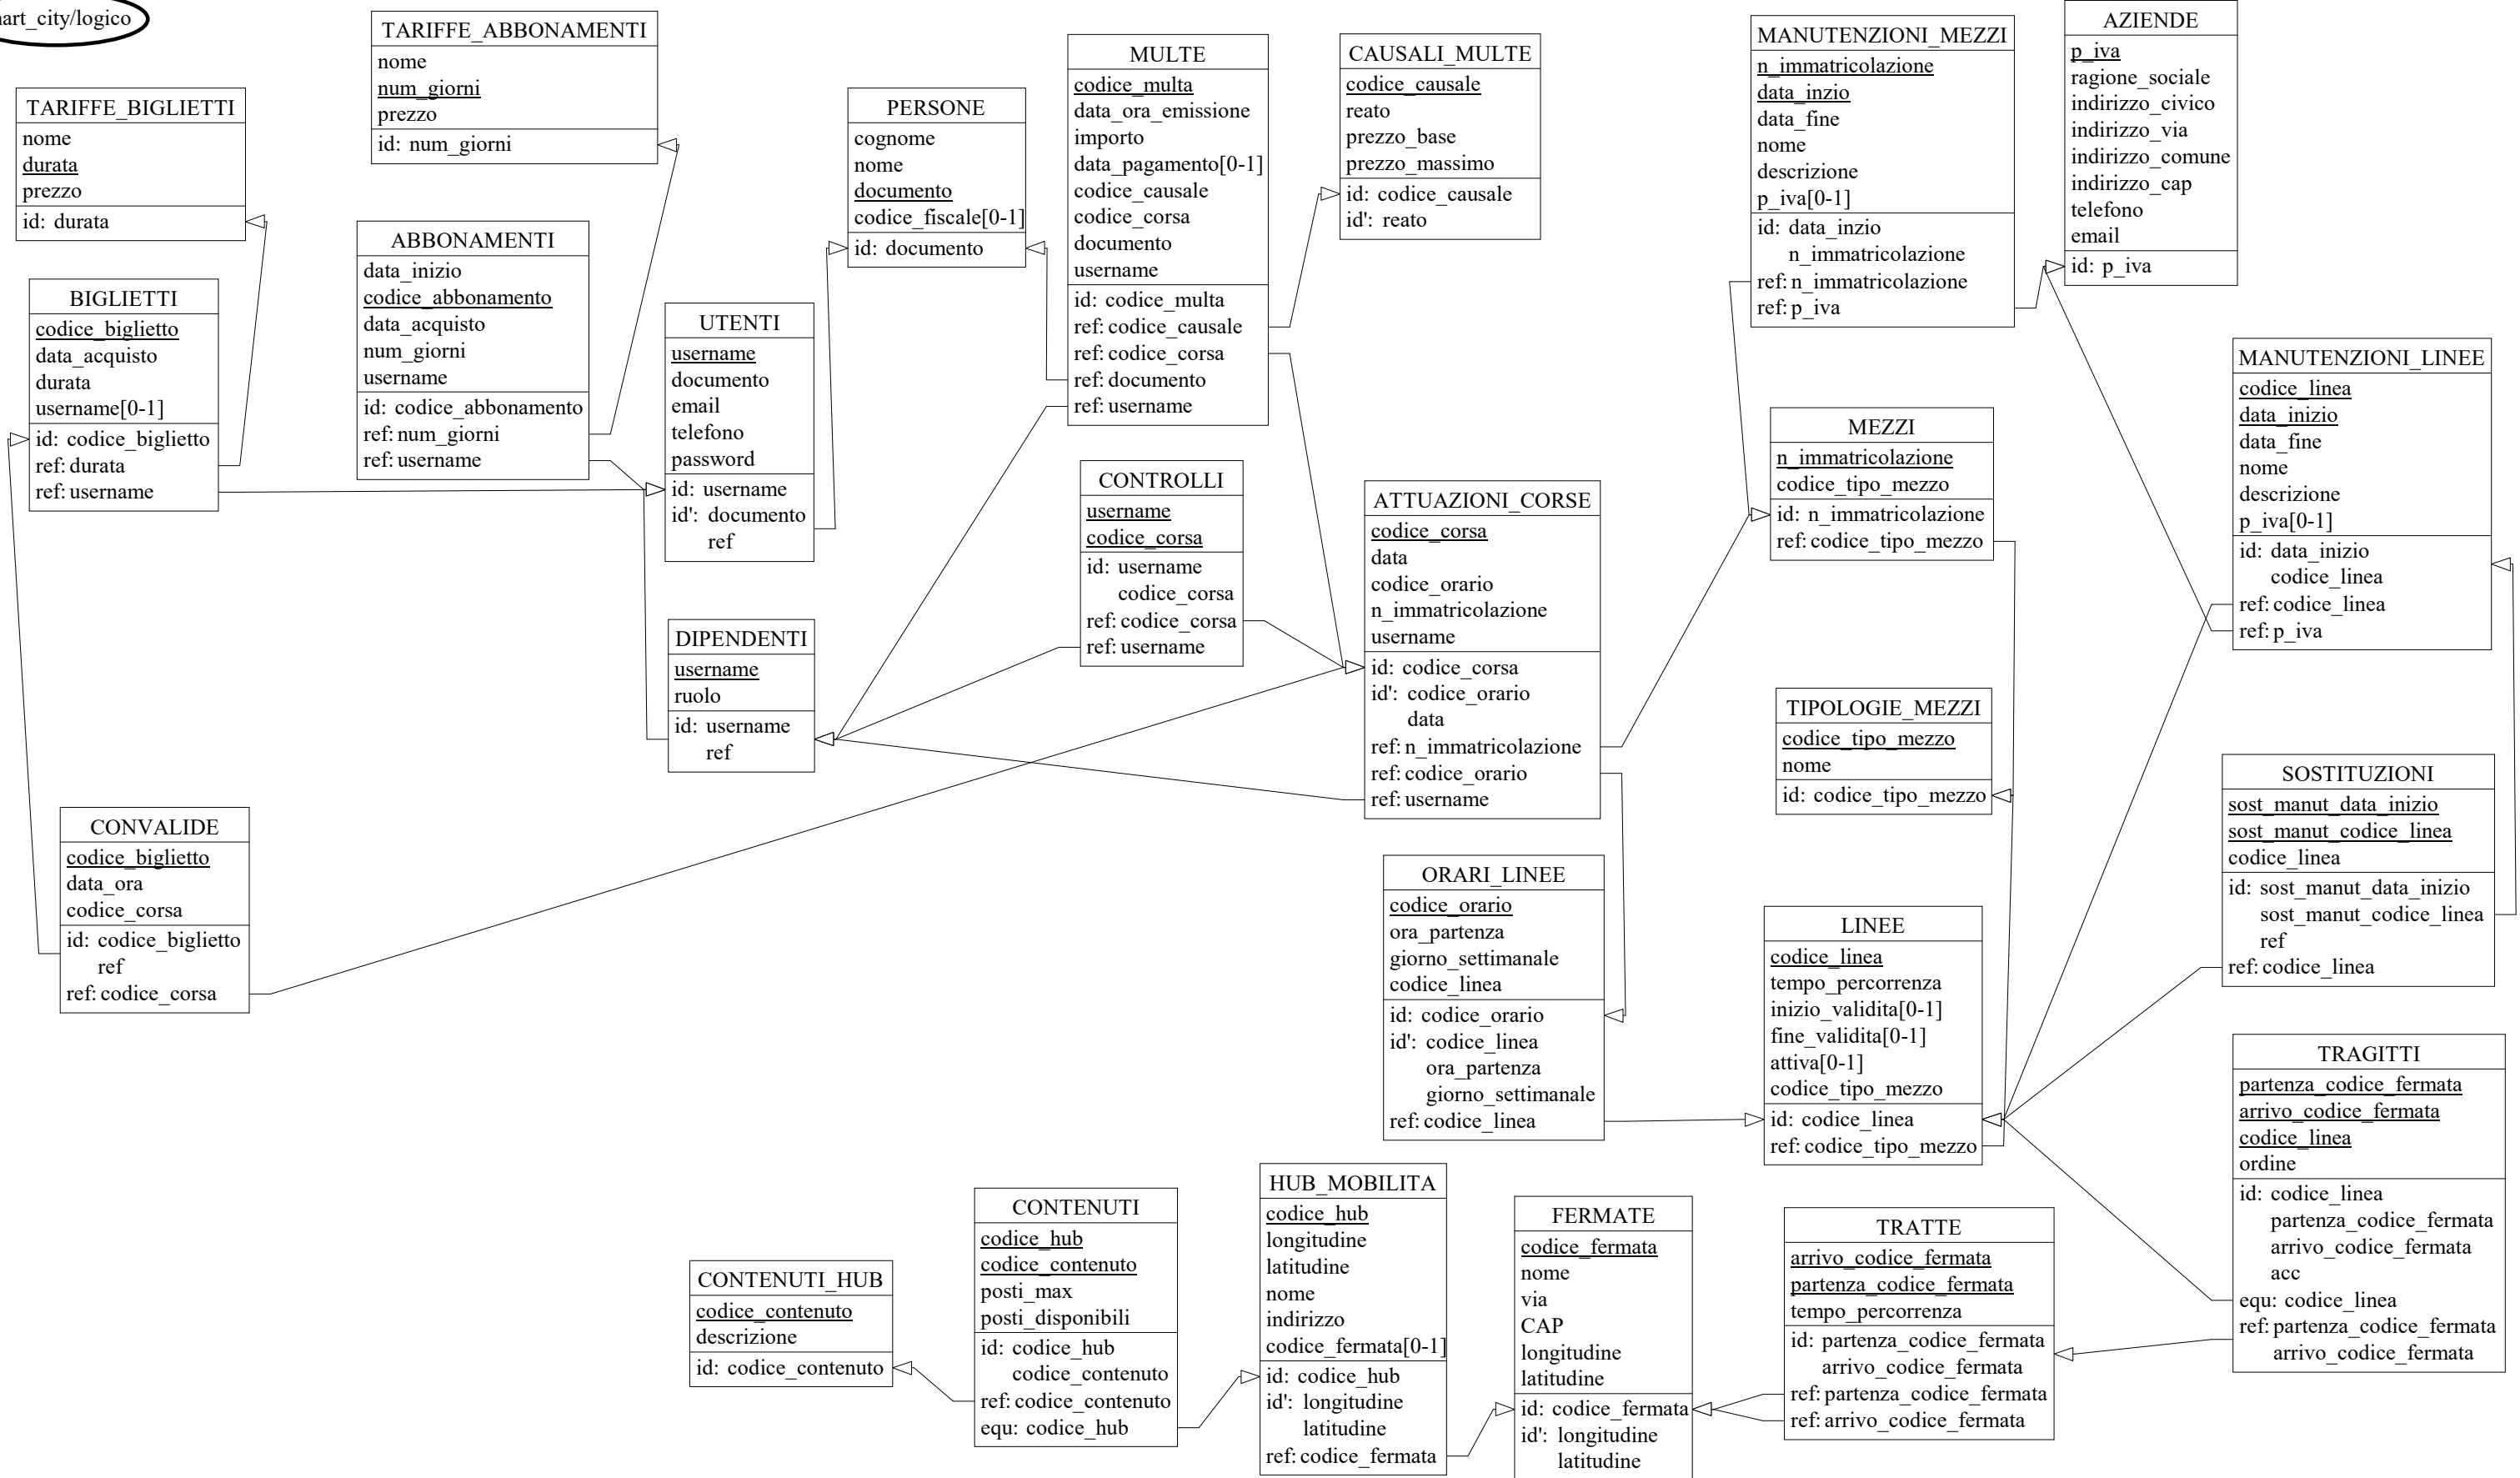 art_city/logico
TARIFFE_BIGLIETTI
nome
durata
prezzo
id: durata
TARIFFE_ABBONAMENTI
nome
num_giorni
prezzo
id: num_giorni
BIGLIETTI
codice_biglietto
data_acquisto
durata
username[0-1]
id: codice_biglietto
ref: durata
ref: username
ABBONAMENTI
data_inizio
codice_abbonamento
data_acquisto
num_giorni
username
id: codice_abbonamento
ref: num_giorni
ref: username
PERSONE
cognome
nome
documento
codice_fiscale[0-1]
id: documento
UTENTI
username
documento
email
telefono
password
id: username
id': documento
ref
DIPENDENTI
username
ruolo
id: username
ref
CONVALIDE
codice_biglietto
data_ora
codice_corsa
id: codice_biglietto
ref
ref: codice_corsa
MULTE
codice_multa
data_ora_emissione
importo
data_pagamento[0-1]
codice_causale
codice_corsa
documento
username
id: codice_multa
ref: codice_causale
ref: codice_corsa
ref: documento
ref: username
CAUSALI_MULTE
codice_causale
reato
prezzo_base
prezzo_massimo
id: codice_causale
id': reato
CONTROLLI
username
codice_corsa
id: username
codice_corsa
ref: codice_corsa
ref: username
ATTUAZIONI_CORSE
codice_corsa
data
codice_orario
n_immatricolazione
username
id: codice_corsa
id': codice_orario
data
ref: n_immatricolazione
ref: codice_orario
ref: username
MANUTENZIONI_MEZZI
n_immatricolazione
data_inzio
data_fine
nome
descrizione
p_iva[0-1]
id: data_inzio
n_immatricolazione
ref: n_immatricolazione
ref: p_iva
AZIENDE
p_iva
ragione_sociale
indirizzo_civico
indirizzo_via
indirizzo_comune
indirizzo_cap
telefono
email
id: p_iva
MANUTENZIONI_LINEE
codice_linea
data_inizio
data_fine
nome
descrizione
p_iva[0-1]
id: data_inizio
codice_linea
ref: codice_linea
ref: p_iva
MEZZI
n_immatricolazione
codice_tipo_mezzo
id: n_immatricolazione
ref: codice_tipo_mezzo
TIPOLOGIE_MEZZI
codice_tipo_mezzo
nome
id: codice_tipo_mezzo
SOSTITUZIONI
sost_manut_data_inizio
sost_manut_codice_linea
codice_linea
id: sost_manut_data_inizio
sost_manut_codice_linea
ref
ref: codice_linea
ORARI_LINEE
codice_orario
ora_partenza
giorno_settimanale
codice_linea
id: codice_orario
id': codice_linea
ora_partenza
giorno_settimanale
ref: codice_linea
LINEE
codice_linea
tempo_percorrenza
inizio_validita[0-1]
fine_validita[0-1]
attiva[0-1]
codice_tipo_mezzo
id: codice_linea
ref: codice_tipo_mezzo
TRAGITTI
partenza_codice_fermata
arrivo_codice_fermata
codice_linea
ordine
id: codice_linea
partenza_codice_fermata
arrivo_codice_fermata
acc
equ: codice_linea
ref: partenza_codice_fermata
arrivo_codice_fermata
CONTENUTI_HUB
codice_contenuto
descrizione
id: codice_contenuto
CONTENUTI
codice_hub
codice_contenuto
posti_max
posti_disponibili
id: codice_hub
codice_contenuto
ref: codice_contenuto
equ: codice_hub
HUB_MOBILITA
codice_hub
longitudine
latitudine
nome
indirizzo
codice_fermata[0-1]
id: codice_hub
id': longitudine
latitudine
ref: codice_fermata
FERMATE
codice_fermata
nome
via
CAP
longitudine
latitudine
id: codice_fermata
id': longitudine
latitudine
TRATTE
arrivo_codice_fermata
partenza_codice_fermata
tempo_percorrenza
id: partenza_codice_fermata
arrivo_codice_fermata
ref: partenza_codice_fermata
ref: arrivo_codice_fermata